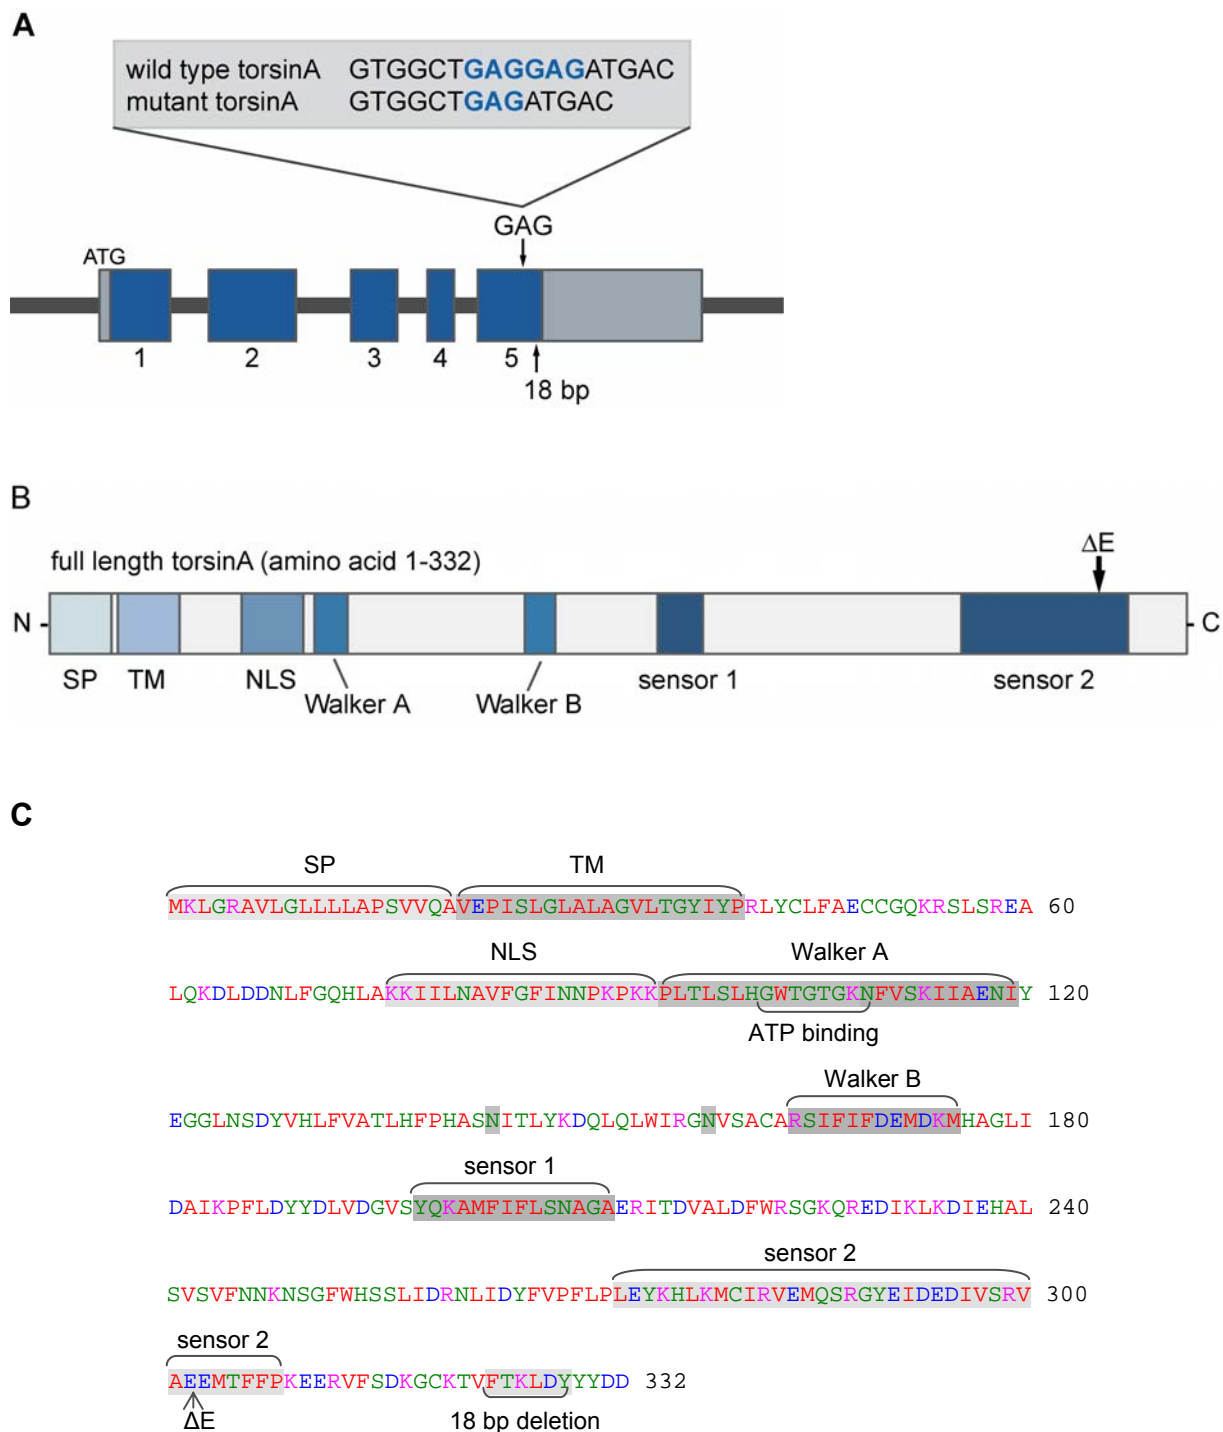 A
wild type torsinA GTGGCTGAGGAGATGAC
mutant torsinA GTGGCTGAGATGAC
GAG
ATG
1 2 3 4 5
18 bp
B
full length torsinA (amino acid 1-332)
ΔE
N
C
SP TM NLS sensor 1 sensor 2
Walker A Walker B
C
SP TM
MKLGRAVLGLLLLAPSVVQAVEPISLGLALAGVLTGYIYPRLYCLFAECCGQKRSLSREA 60
NLS Walker A
LQKDLDDNLFGQHLAKKIILNAVFGFINNPKPKKPLTLSLHGWTGTGKNFVSKIIAENIY 120
ATP binding
Walker B
EGGLNSDYVHLFVATLHFPHASNITLYKDQLQLWIRGNVSACARSIFIFDEMDKMHAGLI 180
sensor 1
DAIKPFLDYYDLVDGVSYQKAMFIFLSNAGAERITDVALDFWRSGKQREDIKLKDIEHAL 240
sensor 2
SVSVFNNKNSGFWHSSLIDRNLIDYFVPFLPLEYKHLKMCIRVEMQSRGYEIDEDIVSRV 300
sensor 2
AEEMTFFPKEERVFSDKGCKTVFTKLDYYYDD 332
ΔE 18 bp deletion